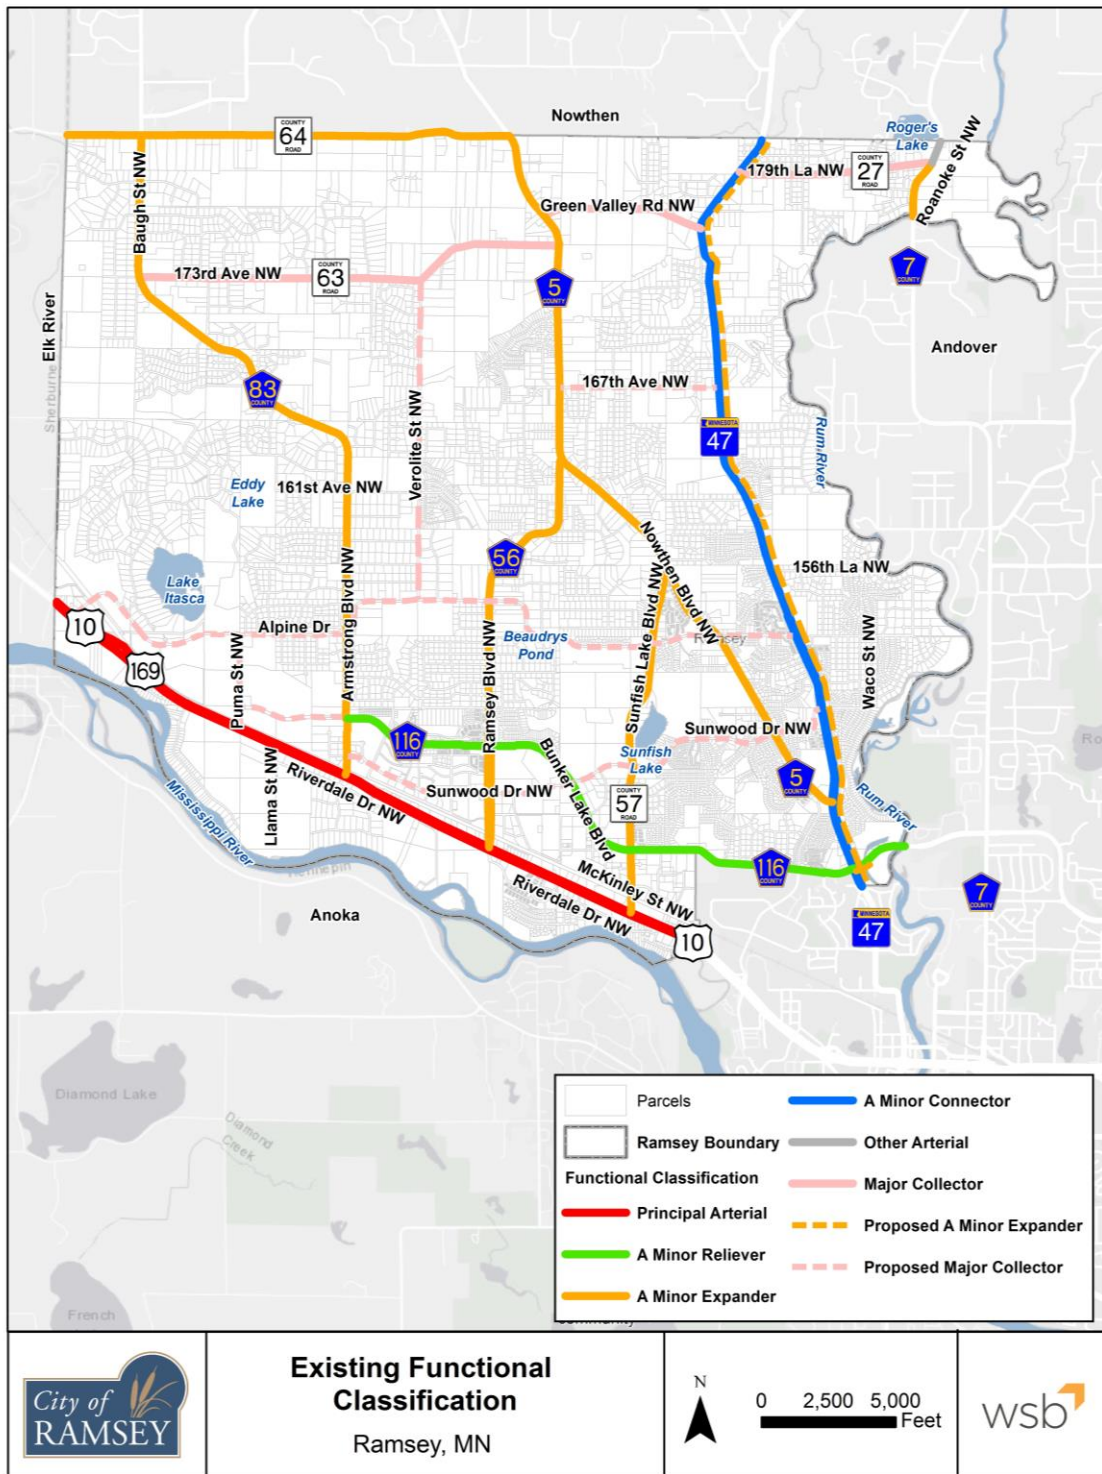 Nowthen
Roger's
Lake
COUNTY
64
ROAD
Baugh St NW
179th La NW
COUNTY
27
ROAD
Roanoke St NW
Green Valley Rd NW
173rd Ave NW
COUNTY
63
ROAD
5
COUNTY
7
COUNTY
Elk River
Sherburne
Andover
83
COUNTY
167th Ave NW
Verolite St NW
MINNESOTA
47
Rum River
Eddy
Lake
161st Ave NW
Nowthen Blvd NW
56
COUNTY
156th La NW
Lake
Itasca
Armstrong Blvd NW
Sunfish Lake Blvd NW
10
Alpine Dr
Beaudrys
Pond
Ramsey
169
Puma St NW
Ramsey Blvd NW
Waco St NW
116
COUNTY
Sunwood Dr NW
Sunfish
Lake
Bunker Lake Blvd
Llama St NW
Riverdale Dr NW
Sunwood Dr NW
5
COUNTY
Rum River
COUNTY
57
ROAD
Mississippi River
Hennepin
McKinley St NW
116
COUNTY
Riverdale Dr NW
7
COUNTY
Anoka
10
MINNESOTA
47
Diamond Lake
Diamond
Creek
French
Parcels
Ramsey Boundary
Functional Classification
Principal Arterial
A Minor Reliever
A Minor Expander
A Minor Connector
Other Arterial
Major Collector
Proposed A Minor Expander
Proposed Major Collector
City of
RAMSEY
Existing Functional
Classification
Ramsey, MN
N
0 2,500 5,000
Feet
wsb